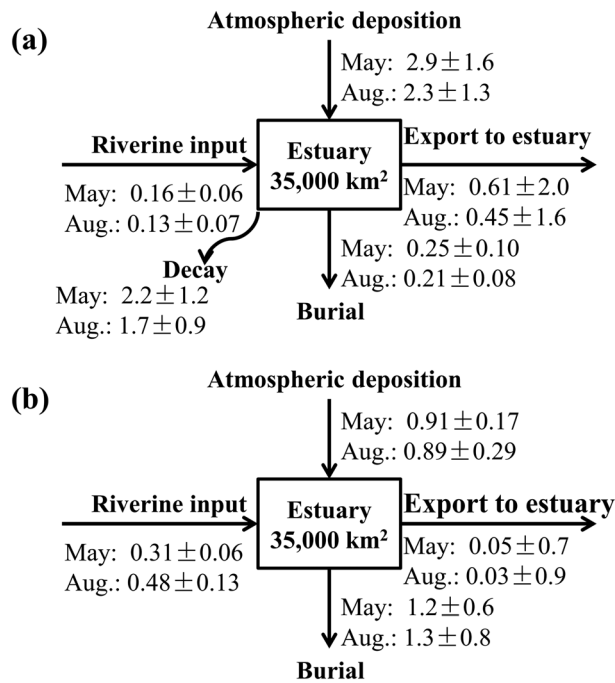 (a)
Atmospheric deposition
May: 2.9±1.6
Aug.: 2.3±1.3
Riverine input
May: 0.16±0.06
Aug.: 0.13±0.07
Estuary
35,000 km²
Export to estuary
May: 0.61±2.0
Aug.: 0.45±1.6
Decay
May: 2.2±1.2
Aug.: 1.7±0.9
May: 0.25±0.10
Aug.: 0.21±0.08
Burial
(b)
Atmospheric deposition
May: 0.91±0.17
Aug.: 0.89±0.29
Riverine input
May: 0.31±0.06
Aug.: 0.48±0.13
Estuary
35,000 km²
Export to estuary
May: 0.05±0.7
Aug.: 0.03±0.9
May: 1.2±0.6
Aug.: 1.3±0.8
Burial